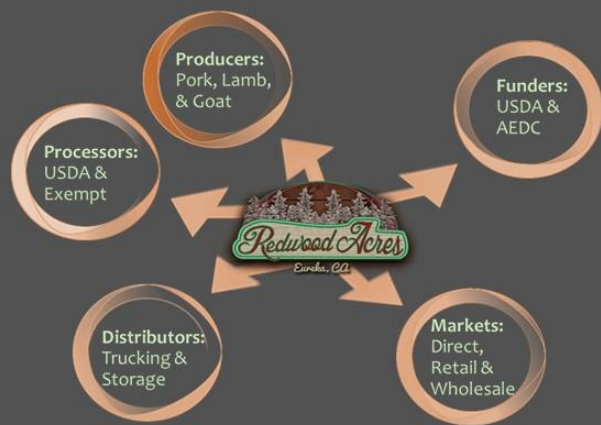 Producers:
Pork, Lamb,
& Goat
Funders:
USDA &
AEDC
Processors:
USDA &
Exempt
Redwood Acres
Eureka, CA
Distributors:
Trucking &
Storage
Markets:
Direct,
Retail &
Wholesale